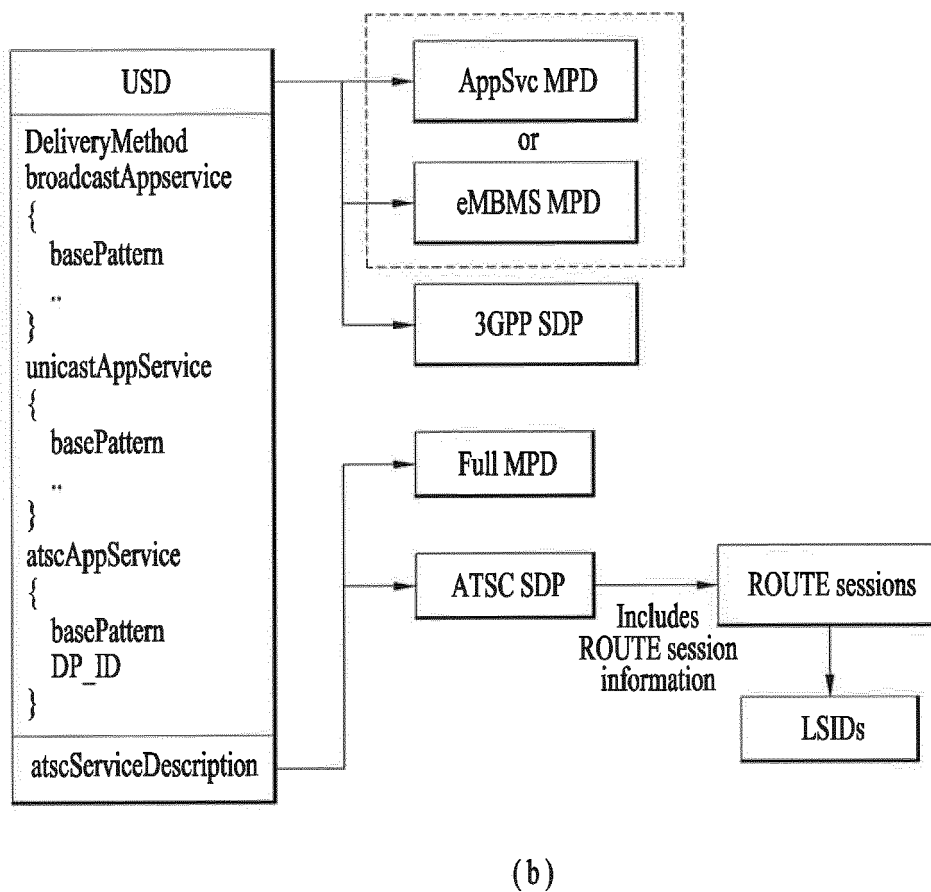 USD
DeliveryMethod
broadcastAppservice
{
basePattern
..
}
unicastAppService
{
basePattern
..
}
atscAppService
{
basePattern
DP_ID
}
atscServiceDescription
AppSvc MPD
or
eMBMS MPD
3GPP SDP
Full MPD
ATSC SDP
Includes
ROUTE session
information
ROUTE sessions
LSIDs
(b)